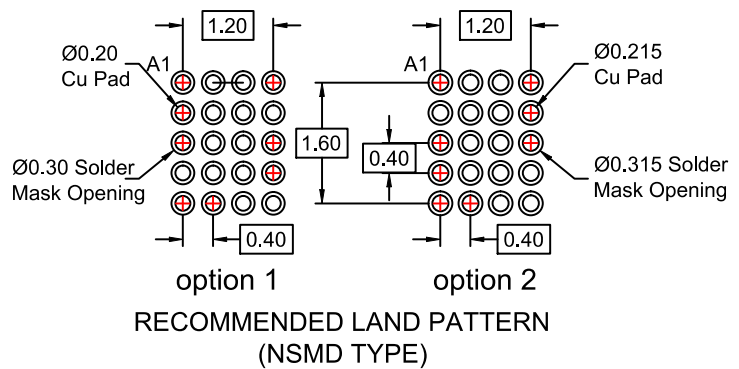 1.20
1.20
Ø0.20
Cu Pad
A1
A1
Ø0.215
Cu Pad
1.60
0.40
Ø0.30 Solder
Mask Opening
Ø0.315 Solder
Mask Opening
0.40
0.40
option 1
option 2
RECOMMENDED LAND PATTERN
(NSMD TYPE)